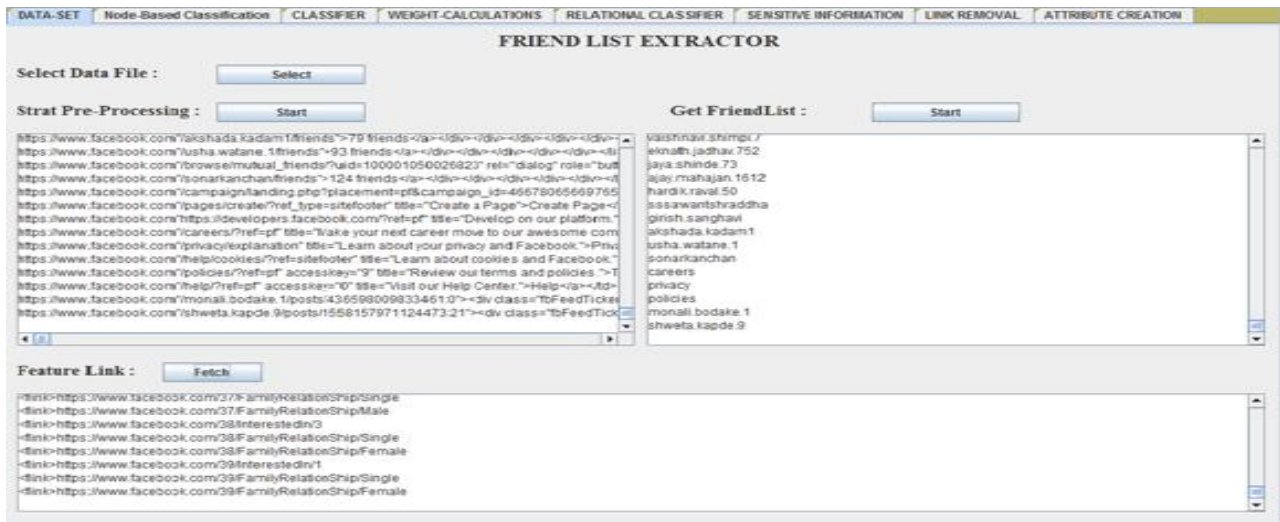 DATA-SET Node-Based Classification CLASSIFIER WEIGHT-CALCULATIONS RELATIONAL CLASSIFIER SENSITIVE INFORMATION LINK REMOVAL ATTRIBUTE CREATION
FRIEND LIST EXTRACTOR
Select Data File : Select
Strat Pre-Processing : Start
Get FriendList : Start
https://www.facebook.com"/akshada.kadam1/friends">79 friends</a></div></div></div></div>
https://www.facebook.com"/usha.watane.1/friends">93 friends</a></div></div></div></div></li
https://www.facebook.com"/browse/mutual_friends/?uid=100001050026823" rel="dialog" role="butt
https://www.facebook.com"/sonarkanchan/friends">124 friends</a></div></div></div></div></l
https://www.facebook.com"/campaign/landing.php?placement=pf&campaign_id=46678065669765
https://www.facebook.com"/pages/create/?ref_type=sitefooter" title="Create a Page">Create Page</
https://www.facebook.com"https://developers.facebook.com/?ref=pf" title="Develop on our platform."
https://www.facebook.com"/careers/?ref=pf" title="Make your next career move to our awesome com
https://www.facebook.com"/privacy/explanation" title="Learn about your privacy and Facebook.">Priva
https://www.facebook.com"/help/cookies/?ref=sitefooter" title="Learn about cookies and Facebook."
https://www.facebook.com"/policies/?ref=pf" accesskey="9" title="Review our terms and policies.">T
https://www.facebook.com"/help/?ref=pf" accesskey="0" title="Visit our Help Center.">Help</a></td>
https://www.facebook.com"/monali.bodake.1/posts/436598009833461:0"><div class="fbFeedTicker
https://www.facebook.com"/shweta.kapde.9/posts/1558157971124473:21"><div class="fbFeedTick
vaishnavi.shimpi.7
eknath.jadhav.752
jaya.shinde.73
ajay.mahajan.1612
hardik.raval.50
sssawantshraddha
girish.sanghavi
akshada.kadam1
usha.watane.1
sonarkanchan
careers
privacy
policies
monali.bodake.1
shweta.kapde.9
Feature Link : Fetch
<flink>https://www.facebook.com/37/FamilyRelationShip/Single
<flink>https://www.facebook.com/37/FamilyRelationShip/Male
<flink>https://www.facebook.com/38/InterestedIn/3
<flink>https://www.facebook.com/38/FamilyRelationShip/Single
<flink>https://www.facebook.com/38/FamilyRelationShip/Female
<flink>https://www.facebook.com/39/InterestedIn/1
<flink>https://www.facebook.com/39/FamilyRelationShip/Single
<flink>https://www.facebook.com/39/FamilyRelationShip/Female